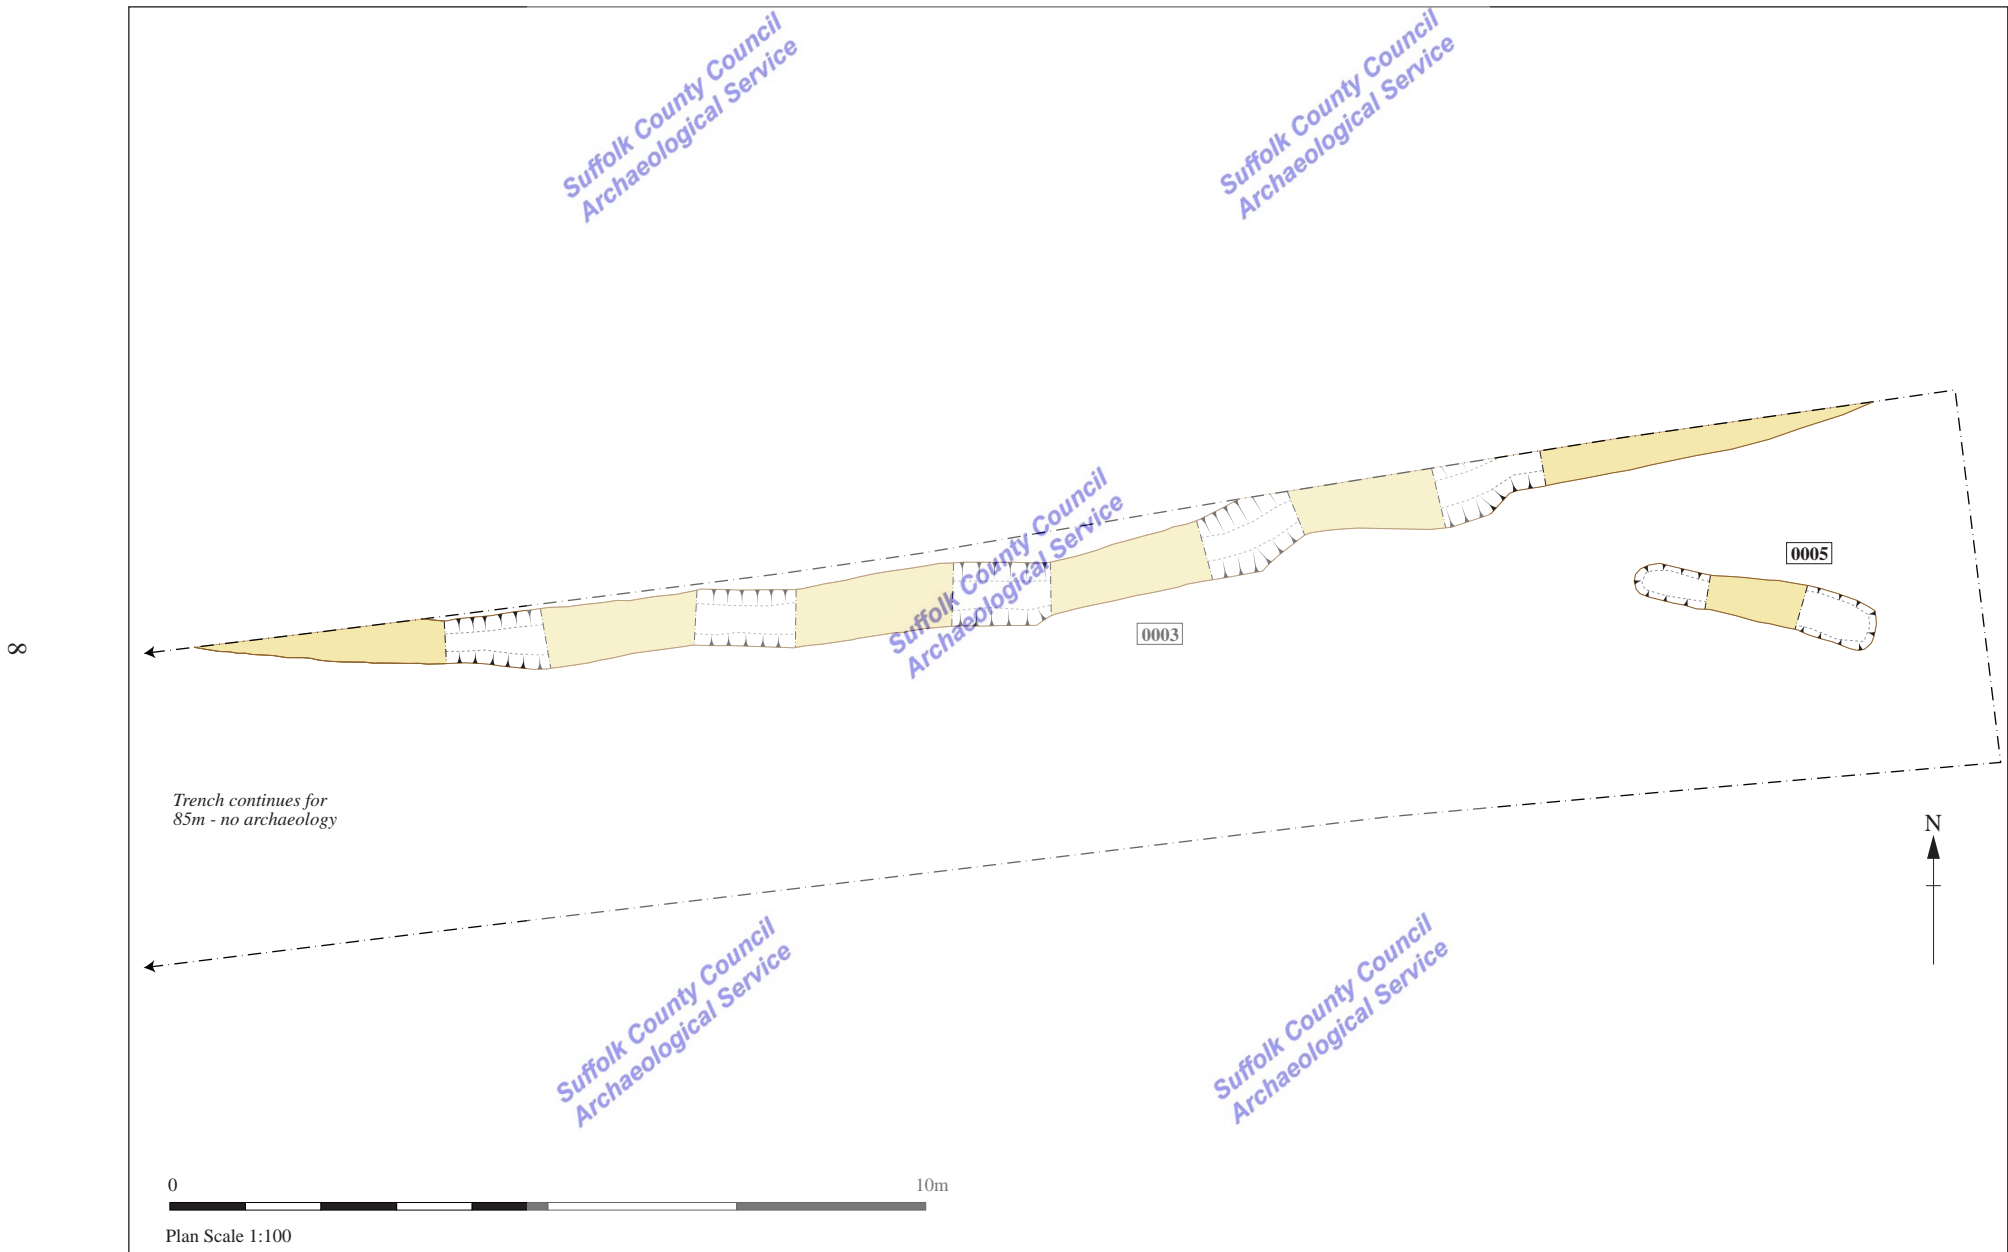 Suffolk County Council
Archaeological Service
Suffolk County Council
Archaeological Service
0005
Suffolk County Council
Archaeological Service
0003
8
Trench continues for
85m - no archaeology
N
Suffolk County Council
Archaeological Service
Suffolk County Council
Archaeological Service
0
10m
Plan Scale 1:100